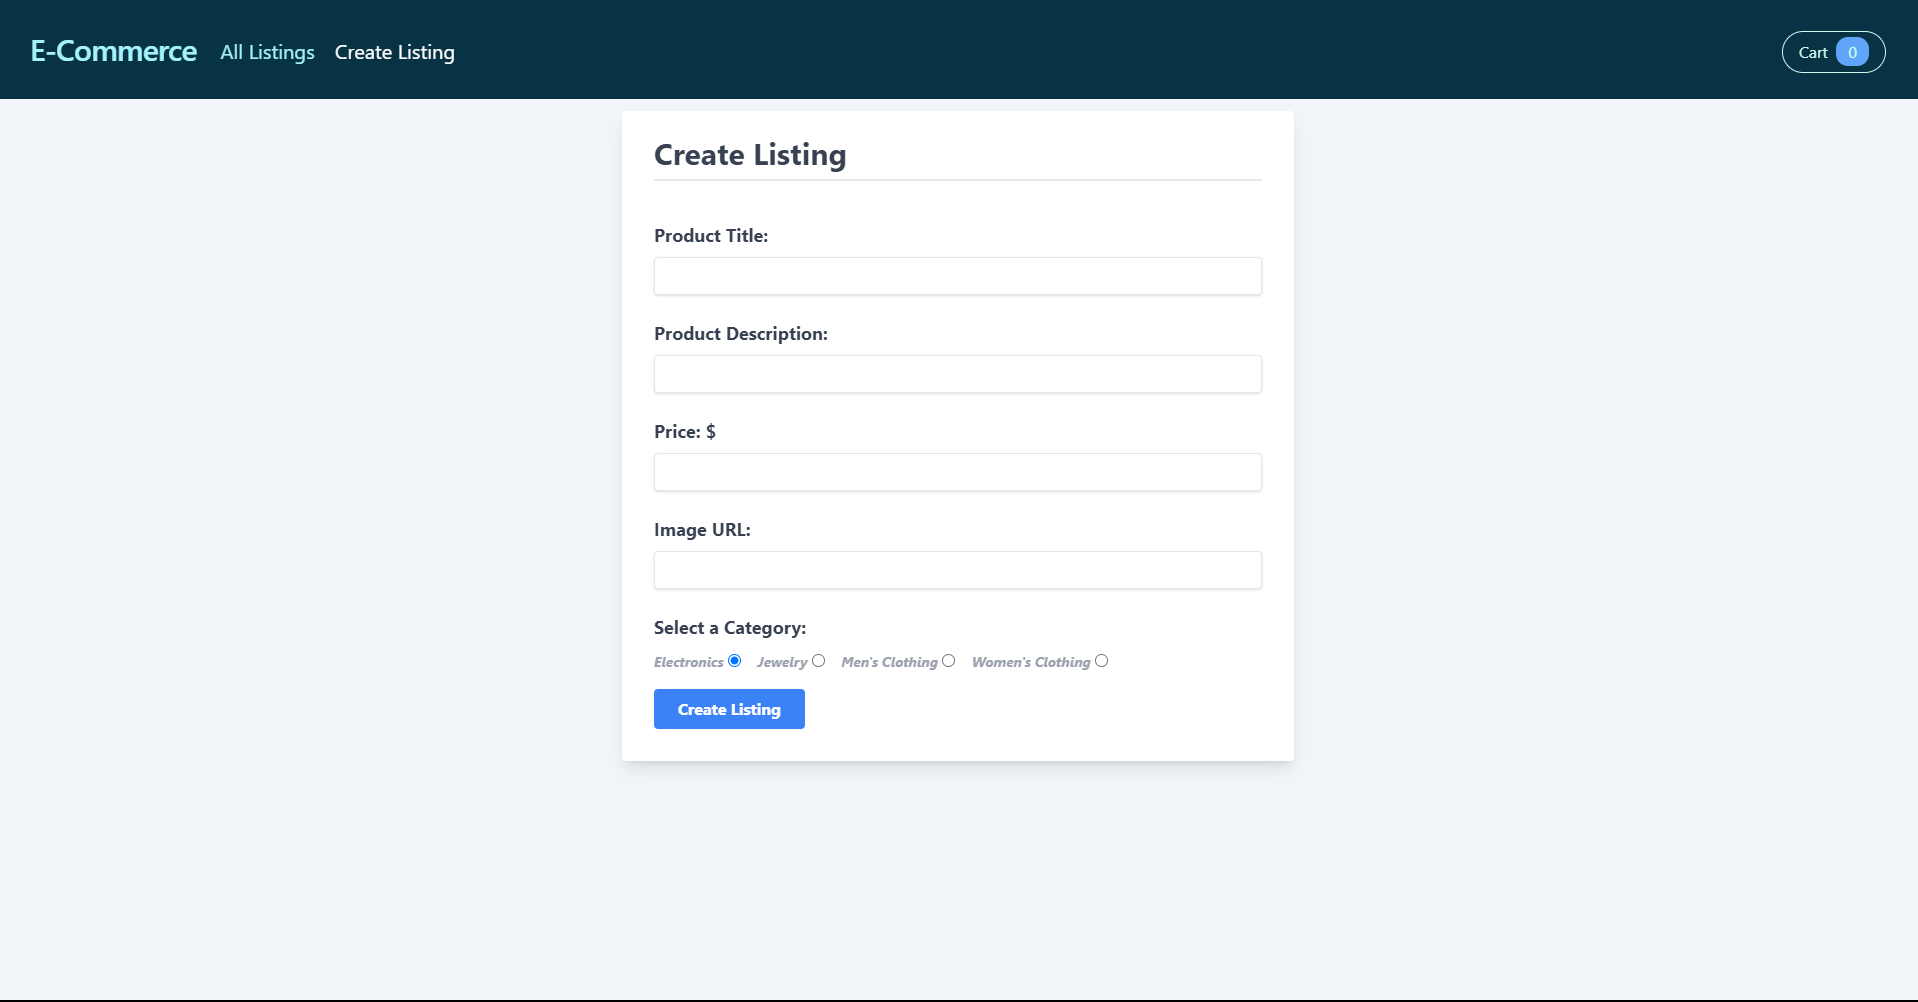 E-Commerce All Listings Create Listing Cart 0
Create Listing
Product Title:
Product Description:
Price: $
Image URL:
Select a Category:
Electronics Jewelry Men's Clothing Women's Clothing
Create Listing